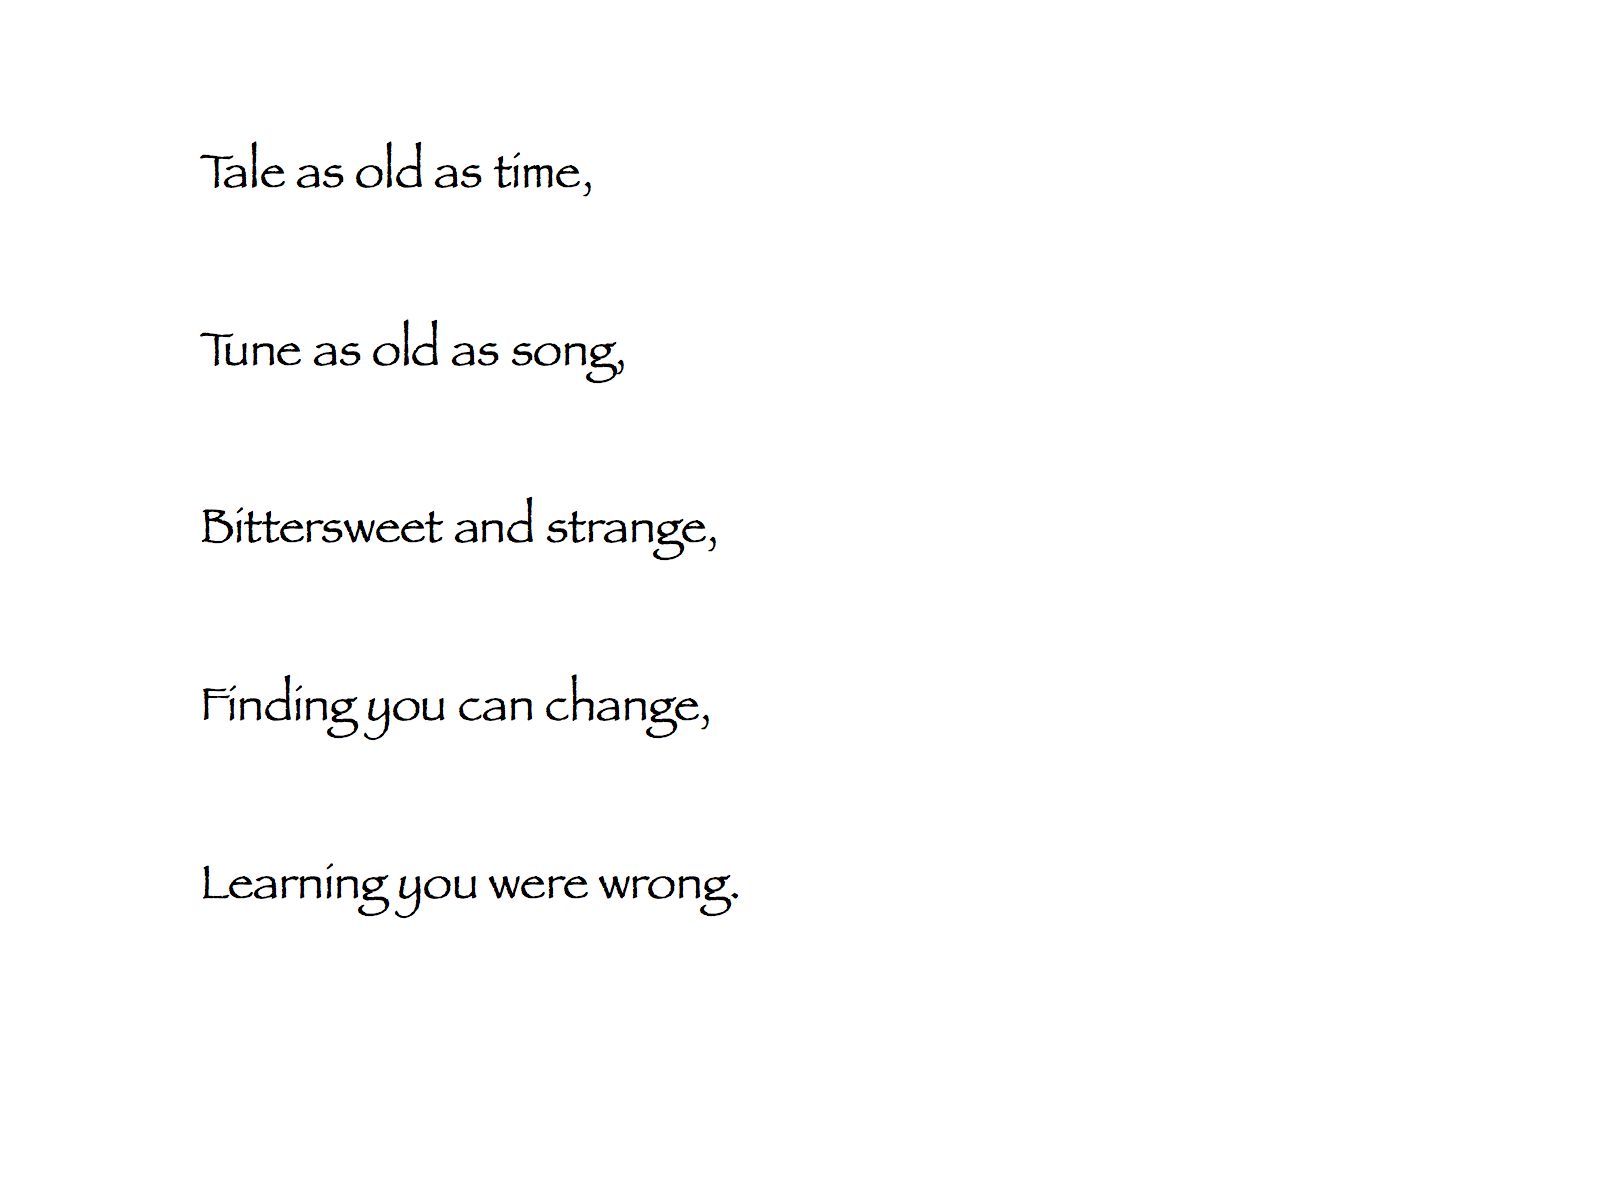 Tale as old as time,
Tune as old as song,
Bittersweet and strange,
Finding you can change,
Learning you were wrong.